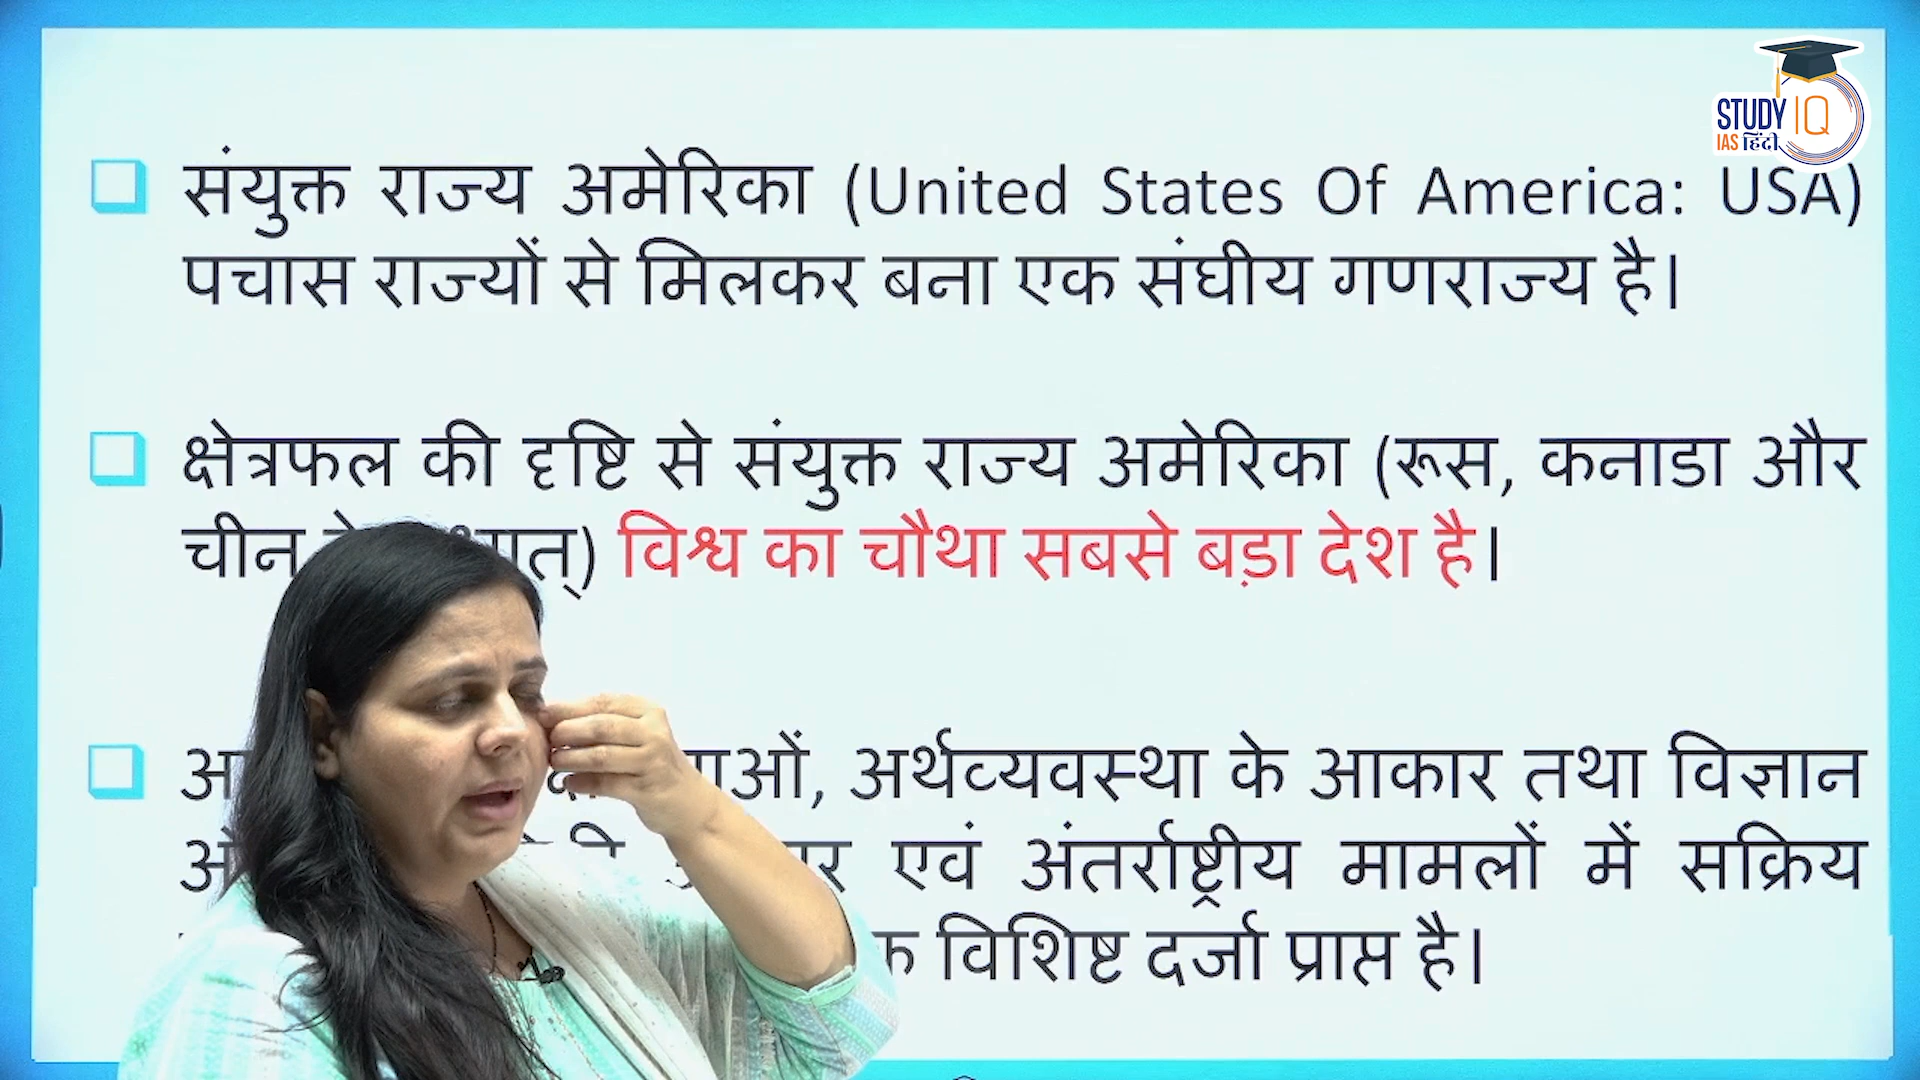 STUDY IQ
IAS हिंदी
संयुक्त राज्य अमेरिका (United States Of America: USA)
पचास राज्यों से मिलकर बना एक संघीय गणराज्य है।
क्षेत्रफल की दृष्टि से संयुक्त राज्य अमेरिका (रूस, कनाडा और
चीन विश्व का चौथा सबसे बड़ा देश है।
अर्थव्यवस्था के आकार तथा विज्ञान
एवं अंतर्राष्ट्रीय मामलों में सक्रिय
विशिष्ट दर्जा प्राप्त है।